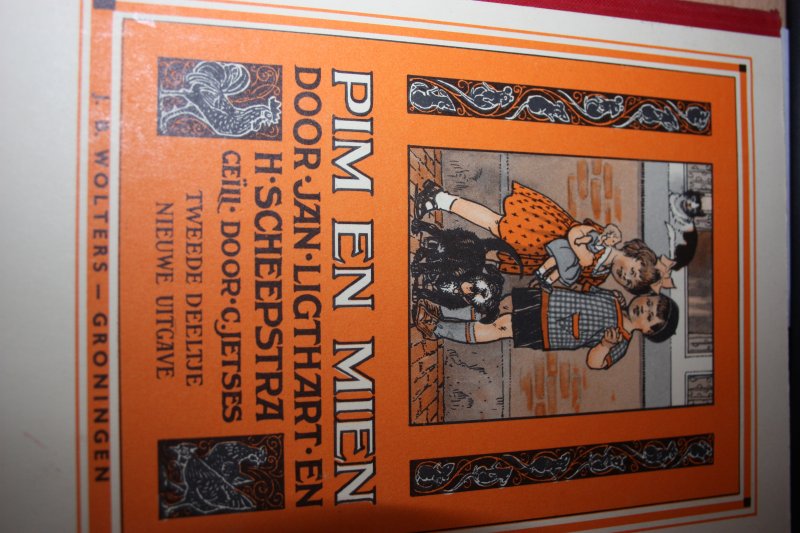 PIM EN MIEN
DOOR·JAN·LIGTHART·EN
H·SCHEEPSTRA
GEÏLL·DOOR·C·JETSES
TWEEDE DEELTJE
NIEUWE UITGAVE
J. B. WOLTERS — GRONINGEN